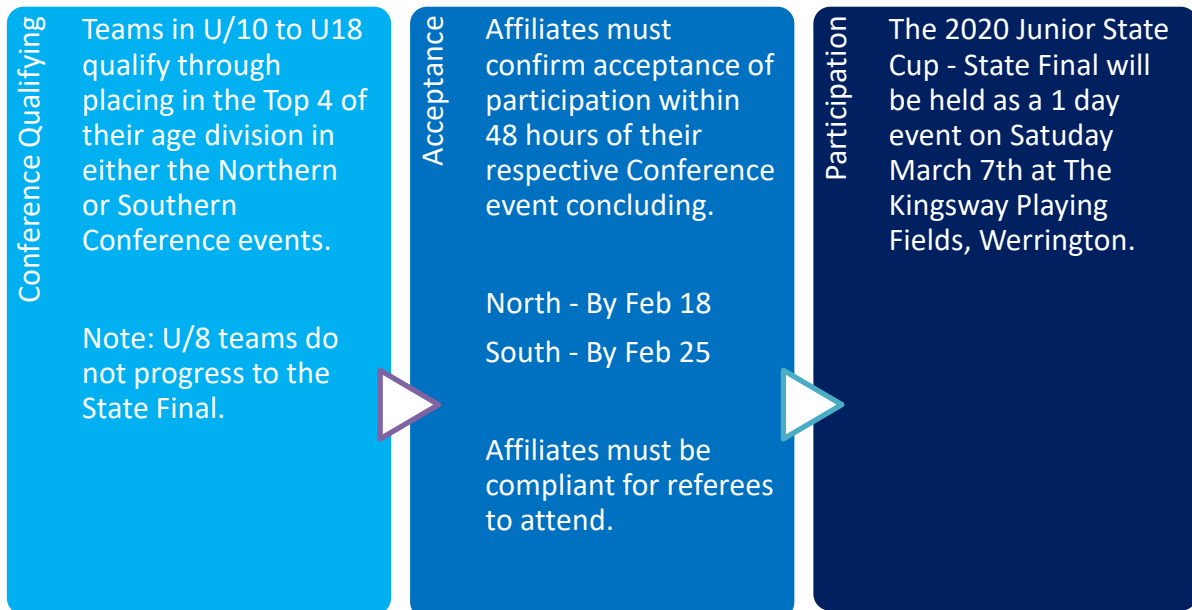 Conference Qualifying
Teams in U/10 to U18
qualify through
placing in the Top 4 of
their age division in
either the Northern
or Southern
Conference events.
Note: U/8 teams do
not progress to the
State Final.
Acceptance
Affiliates must
confirm acceptance of
participation within
48 hours of their
respective Conference
event concluding.
North - By Feb 18
South - By Feb 25
Affiliates must be
compliant for referees
to attend.
Participation
The 2020 Junior State
Cup - State Final will
be held as a 1 day
event on Satuday
March 7th at The
Kingsway Playing
Fields, Werrington.